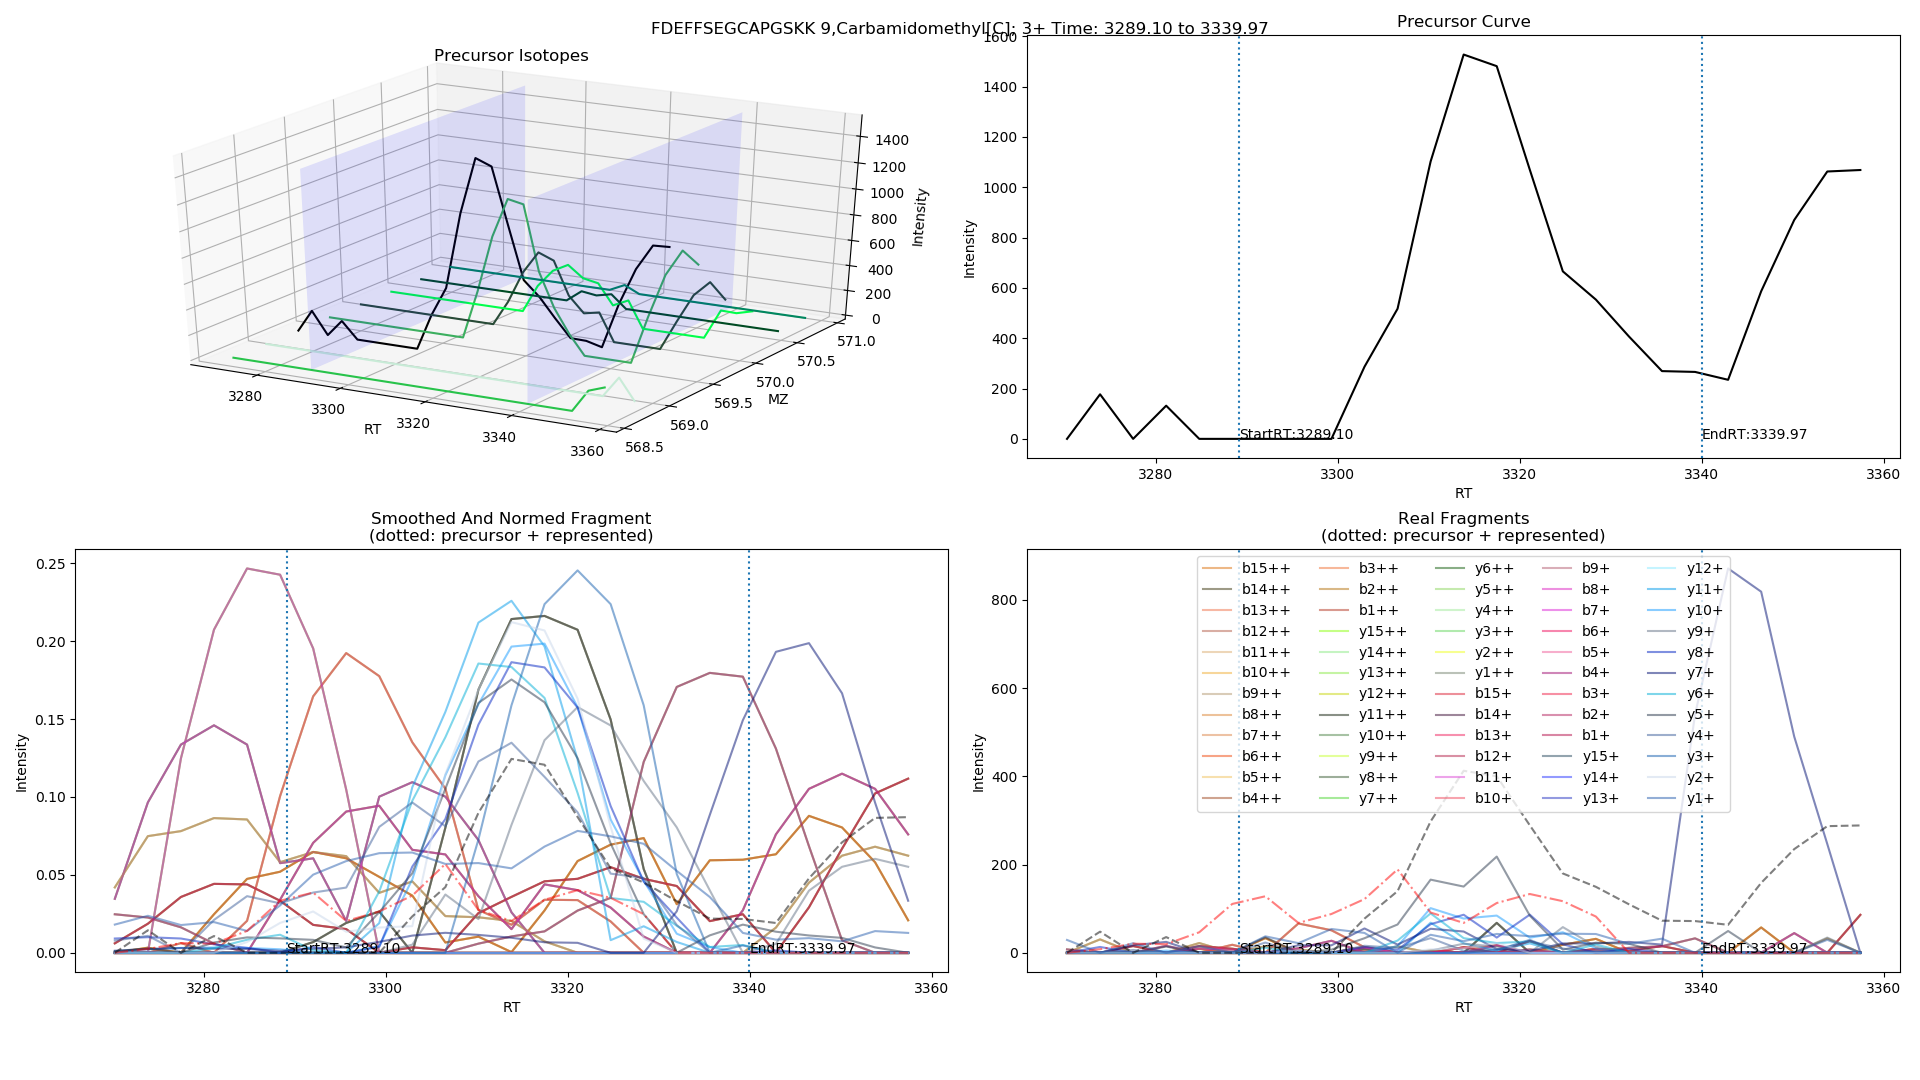 FDEFFSEGCAPGSKK 9,Carbamidomethyl[C]; 3+ Time: 3289.10 to 3339.97
Precursor Isotopes
1400
1200
1000
800
600
400
200
0
Intensity
571.0
570.5
570.0
569.5
569.0
568.5
MZ
3280
3300
3320
3340
3360
RT
Precursor Curve
1600
1400
1200
1000
800
600
400
200
0
Intensity
StartRT:3289.10
EndRT:3339.97
3280 3300 3320 3340 3360
RT
Smoothed And Normed Fragment
(dotted: precursor + represented)
0.25
0.20
0.15
0.10
0.05
0.00
Intensity
StartRT:3289.10
EndRT:3339.97
3280 3300 3320 3340 3360
RT
Real Fragments
(dotted: precursor + represented)
800
600
400
200
0
Intensity
b15++ b3++ y6++ b9+ y12+
b14++ b2++ y5++ b8+ y11+
b13++ b1++ y4++ b7+ y10+
b12++ y15++ y3++ b6+ y9+
b11++ y14++ y2++ b5+ y8+
b10++ y13++ y1++ b4+ y7+
b9++ y12++ b15+ b3+ y6+
b8++ y11++ b14+ b2+ y5+
b7++ y10++ b13+ b1+ y4+
b6++ y9++ b12+ y15+ y3+
b5++ y8++ b11+ y14+ y2+
b4++ y7++ b10+ y13+ y1+
StartRT:3289.10
EndRT:3339.97
3280 3300 3320 3340 3360
RT